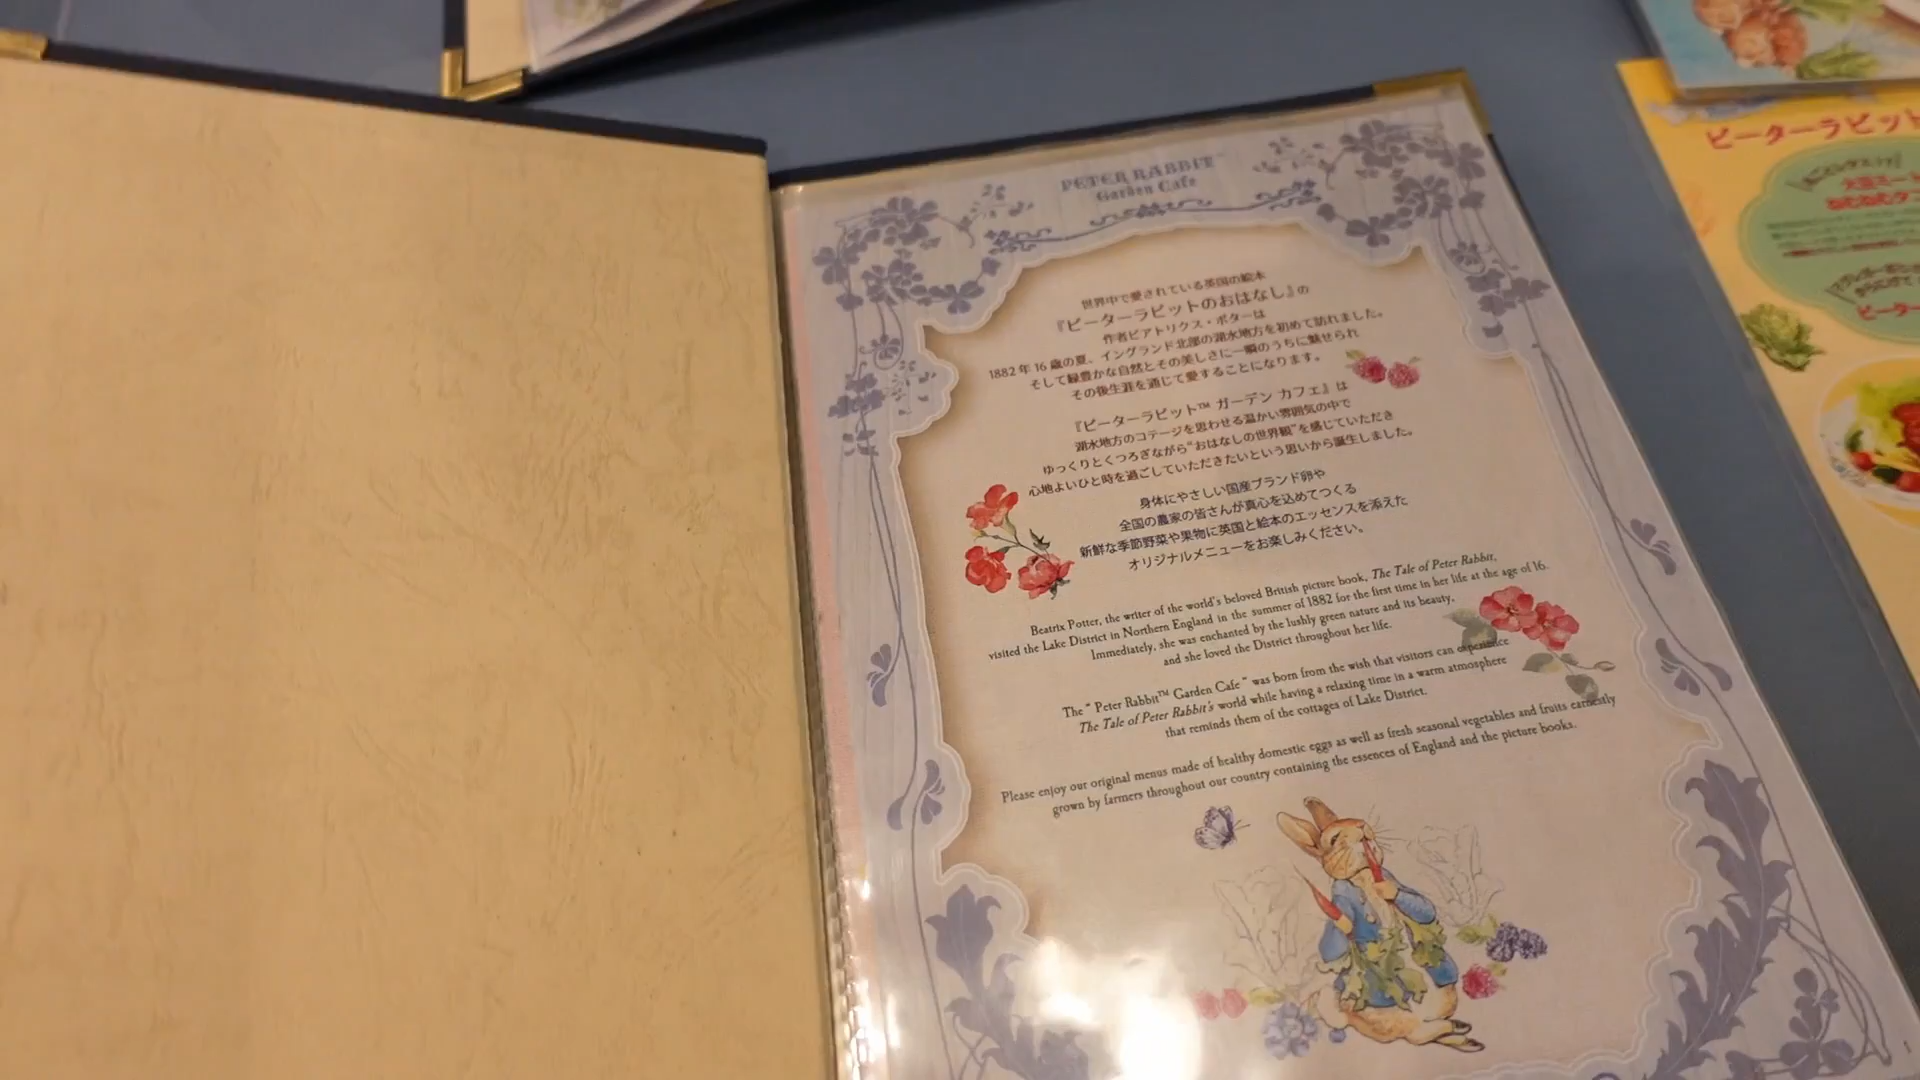 PETER RABBIT
Garden Cafe
世界中で愛されている英国の絵本
『ピーターラビットのおはなし』の
作者ビアトリクス・ポターは
1882年16歳の夏、イングランド北部の湖水地方を初めて訪れました。
そして緑豊かな自然とその美しさに一瞬のうちに魅せられ
その後生涯を通じて愛することになります。
『ピーターラビット™ ガーデン カフェ』は
湖水地方のコテージを思わせる温かい雰囲気の中で
ゆっくりとくつろぎながら“おはなしの世界観”を感じていただき
心地よいひと時を過ごしていただきたいという思いから誕生しました。
身体にやさしい国産ブランド卵や
全国の農家の皆さんが真心を込めてつくる
新鮮な季節野菜や果物に英国と絵本のエッセンスを添えた
オリジナルメニューをお楽しみください。
Beatrix Potter, the writer of the world's beloved British picture book, The Tale of Peter Rabbit,
visited the Lake District in Northern England in the summer of 1882 for the first time in her life at the age of 16.
Immediately, she was enchanted by the lushly green nature and its beauty,
and she loved the District throughout her life.
The “ Peter Rabbit™ Garden Cafe ” was born from the wish that visitors can experience
The Tale of Peter Rabbit's world while having a relaxing time in a warm atmosphere
that reminds them of the cottages of Lake District.
Please enjoy our original menus made of healthy domestic eggs as well as fresh seasonal vegetables and fruits earnestly
grown by farmers throughout our country containing the essences of England and the picture books.
ピーターラビット